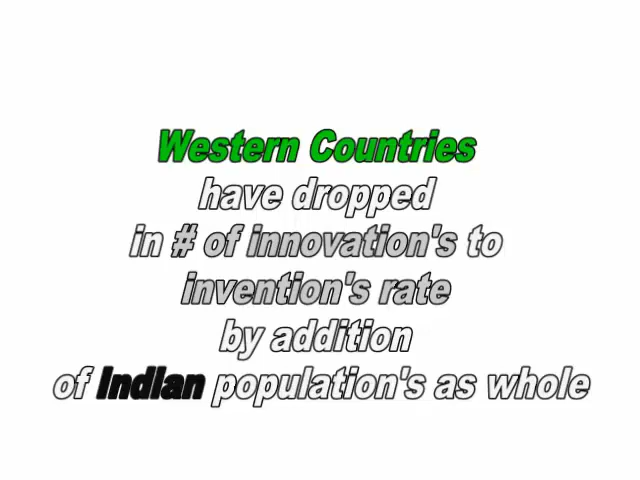 Western Countries
have dropped
in # of innovation's to
invention's rate
by addition
of Indian population's as whole